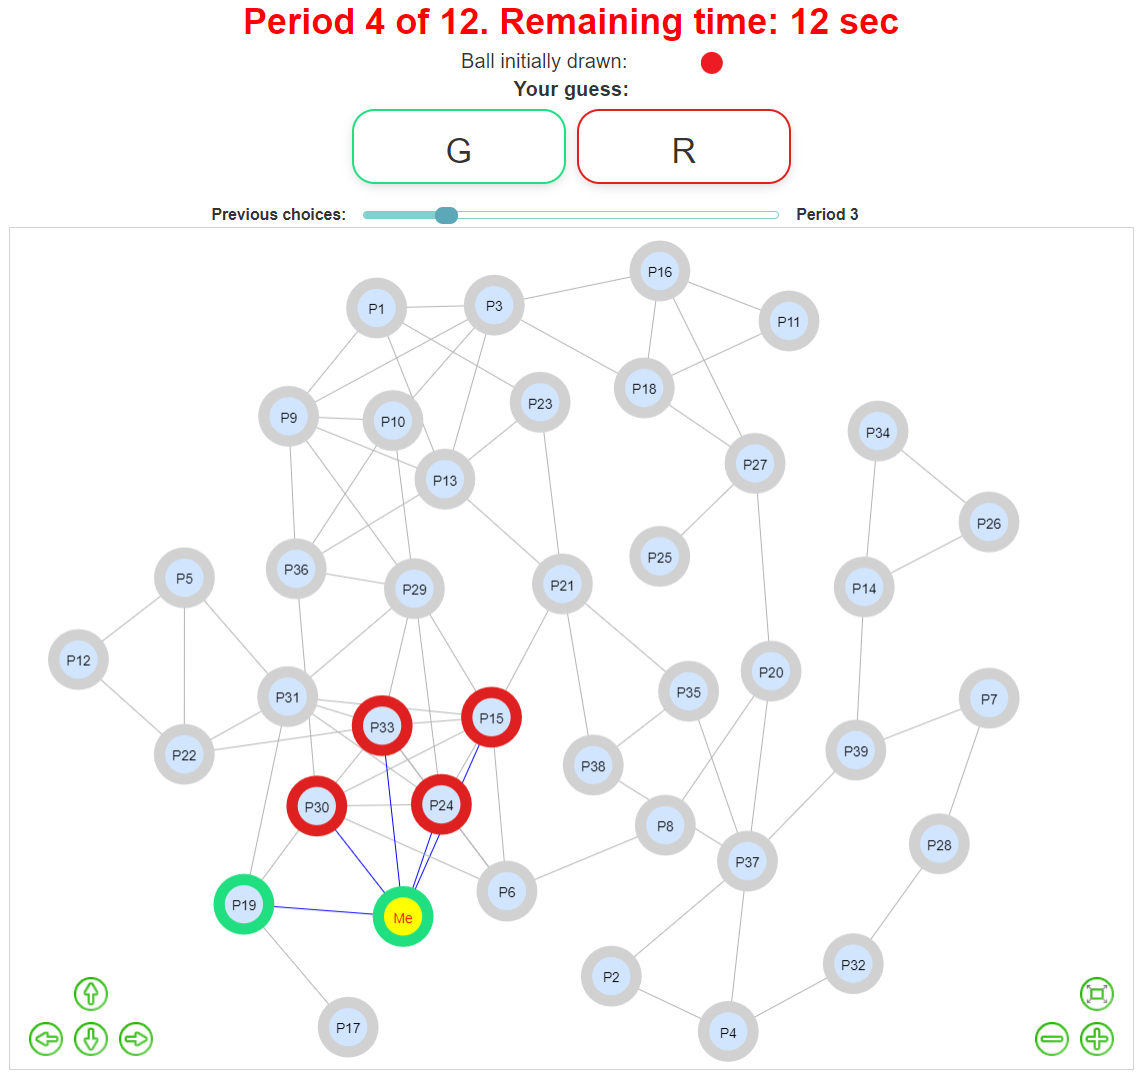 Period 4 of 12. Remaining time: 12 sec
Ball initially drawn:
Your guess:
G R
Previous choices: Period 3
P16
P1 P3
P11
P18
P23
P9 P10
P34
P27
P13
P26
P25
P36
P5 P29 P21 P14
P12
P20
P31 P35 P7
P33 P15
P22 P39
P38
P30 P24
P8
P28
P37
P19 P6
Me
P32
P2
P17 P4